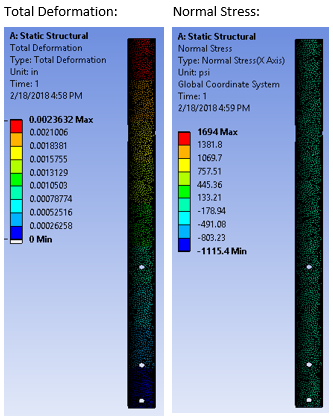 Total Deformation:
A: Static Structural
Total Deformation
Type: Total Deformation
Unit: in
Time: 1
2/18/2018 4:58 PM
0.0023632 Max
0.0021006
0.0018381
0.0015755
0.0013129
0.0010503
0.00078774
0.00052516
0.00026258
0 Min
Normal Stress:
A: Static Structural
Normal Stress
Type: Normal Stress(X Axis)
Unit: psi
Global Coordinate System
Time: 1
2/18/2018 4:59 PM
1694 Max
1381.8
1069.7
757.51
445.36
133.21
-178.94
-491.08
-803.23
-1115.4 Min